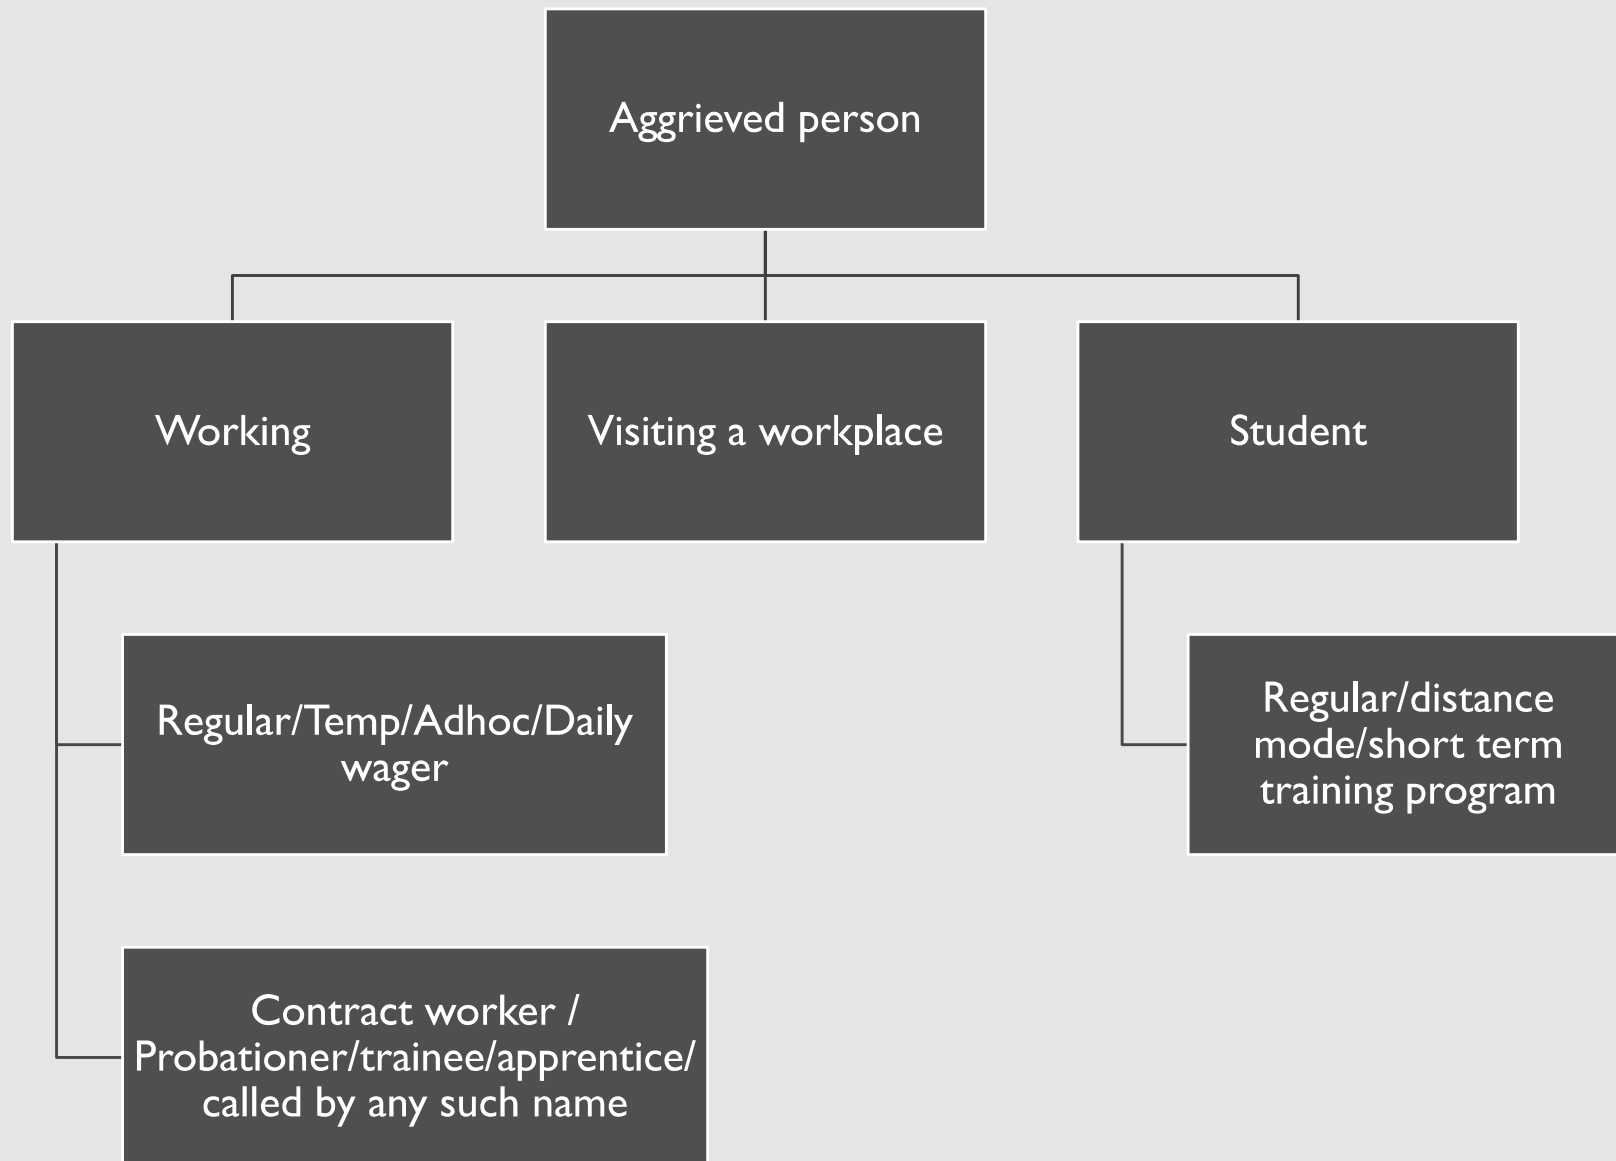 Aggrieved person
Working
Visiting a workplace
Student
Regular/Temp/Adhoc/Daily
wager
Regular/distance
mode/short term
training program
Contract worker /
Probationer/trainee/apprentice/
called by any such name